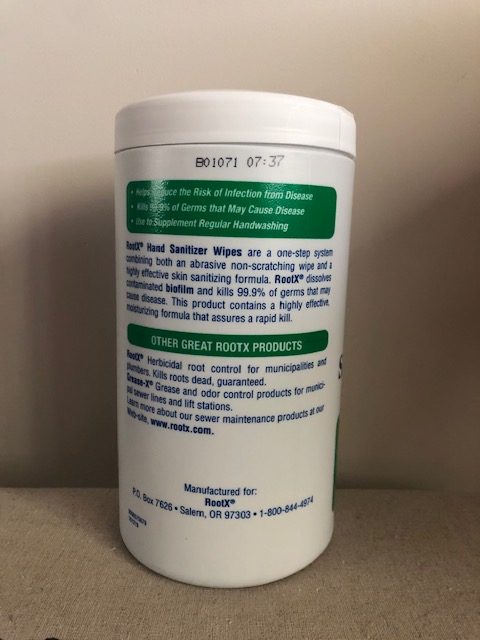 B01071 07:37
• Helps Reduce the Risk of Infection from Disease
• Kills 99.9% of Germs that May Cause Disease
• Use to Supplement Regular Handwashing
RootX® Hand Sanitizer Wipes are a one-step system
combining both an abrasive non-scratching wipe and a
highly effective skin sanitizing formula. RootX® dissolves
contaminated biofilm and kills 99.9% of germs that may
cause disease. This product contains a highly effective,
moisturizing formula that assures a rapid kill.
OTHER GREAT ROOTX PRODUCTS
RootX® Herbicidal root control for municipalities and
plumbers. Kills roots dead, guaranteed.
Grease-X® Grease and odor control products for munici-
pal sewer lines and lift stations.
Learn more about our sewer maintenance products at our
Web-site, www.rootx.com.
Manufactured for:
RootX®
P.O. Box 7626 • Salem, OR 97303 • 1-800-844-4974